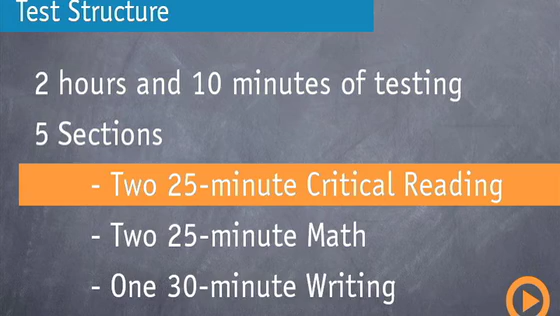 Test Structure
2 hours and 10 minutes of testing
5 Sections
- Two 25-minute Critical Reading
- Two 25-minute Math
- One 30-minute Writing